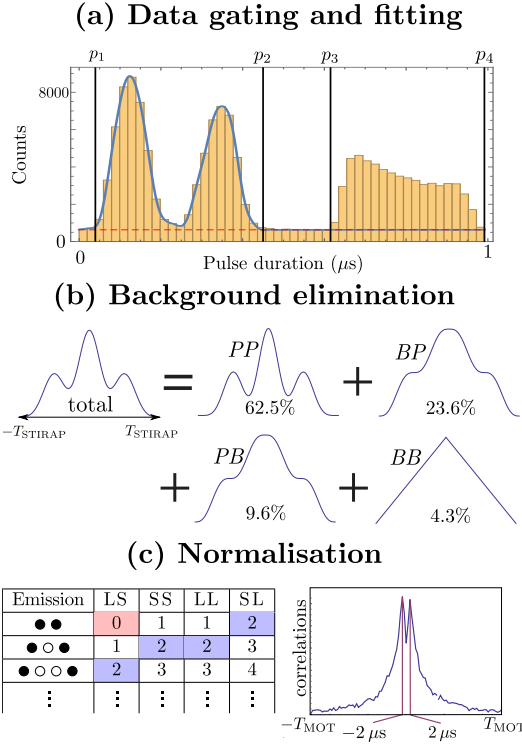 (a) Data gating and fitting
p1 p2 p3 p4
8000
Counts
0
0 1
Pulse duration (μs)
(b) Background elimination
total
−TSTIRAP TSTIRAP
=
PP
62.5%
+
BP
23.6%
+
PB
9.6%
+
BB
4.3%
(c) Normalisation
Emission LS SS LL SL
●● 0 1 1 2
●○● 1 2 2 3
●○○● 2 3 3 4
⋮ ⋮ ⋮ ⋮ ⋮
correlations
−TMOT TMOT
−2 μs 2 μs